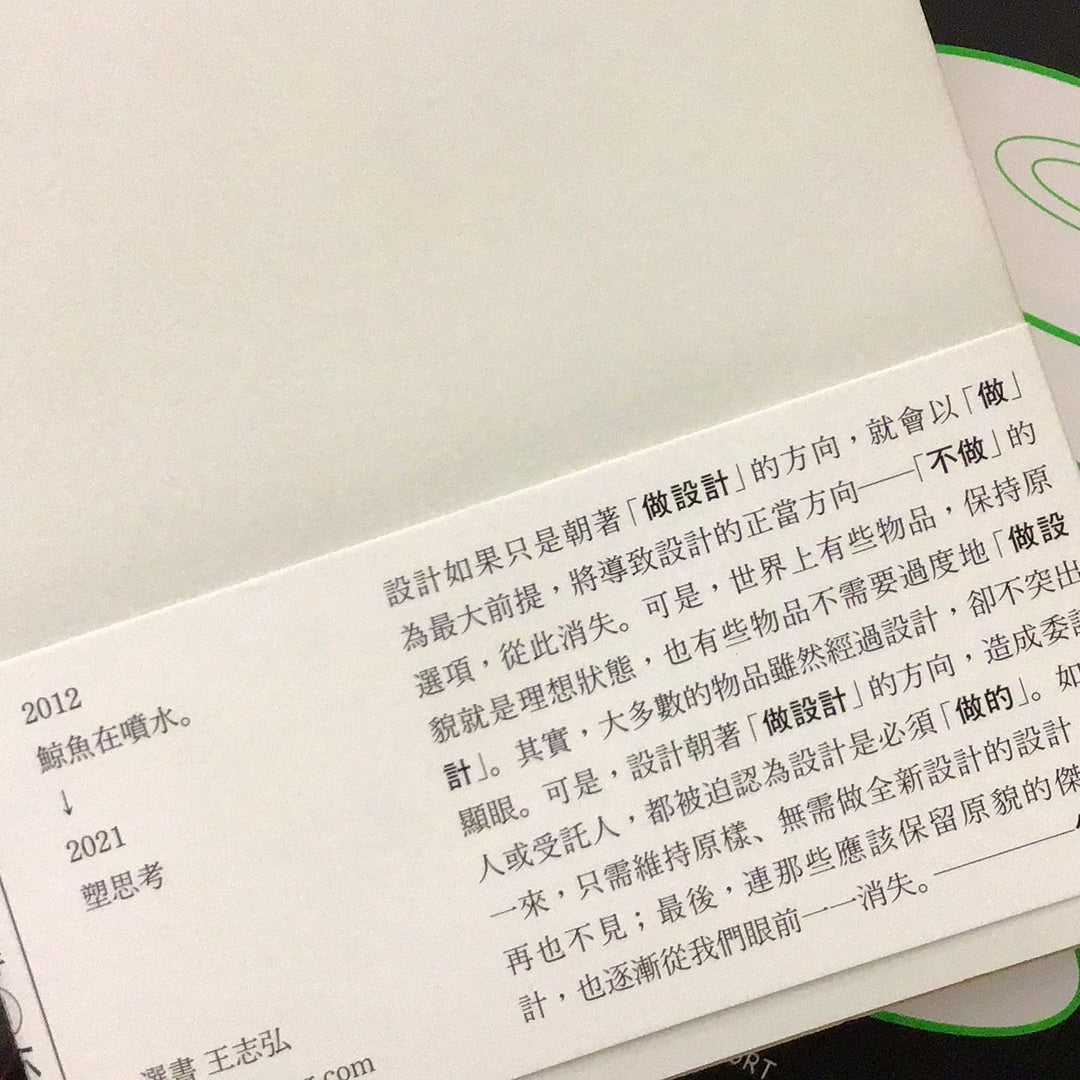 設計如果只是朝著「做設計」的方向，就會以「做」
為最大前提，將導致設計的正當方向——「不做」的
選項，從此消失。可是，世界上有些物品，保持原
貌就是理想狀態，也有些物品不需要過度地「做設
計」。其實，大多數的物品雖然經過設計，卻不突出
顯眼。可是，設計朝著「做設計」的方向，造成委託
人或受託人，都被迫認為設計是必須「做的」。如
一來，只需維持原樣、無需做全新設計的設計
再也不見；最後，連那些應該保留原貌的傑
計，也逐漸從我們眼前一一消失。————
2012
鯨魚在噴水。
↓
2021
塑思考
選書 王志弘
.com
ORT